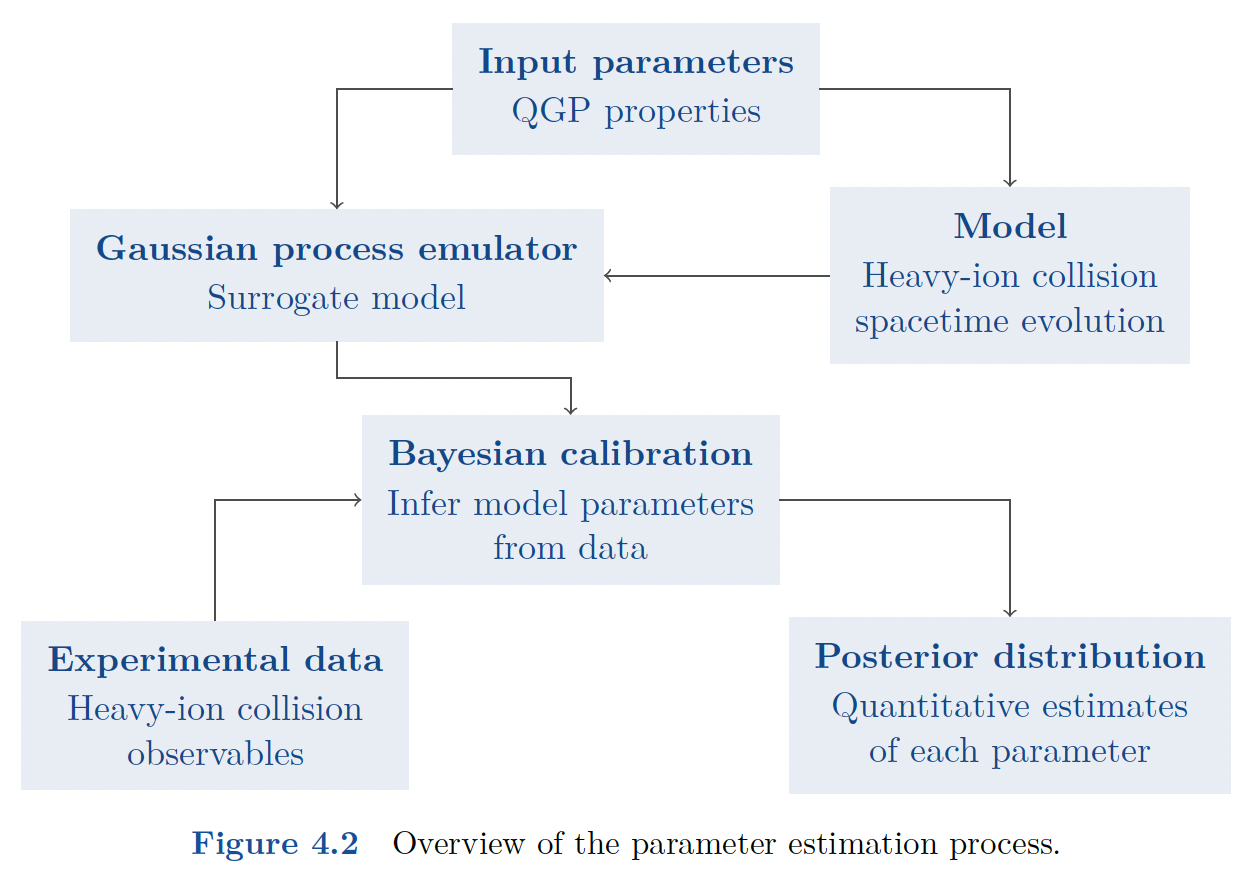 Input parameters
QGP properties
Gaussian process emulator
Surrogate model
Model
Heavy-ion collision
spacetime evolution
Bayesian calibration
Infer model parameters
from data
Experimental data
Heavy-ion collision
observables
Posterior distribution
Quantitative estimates
of each parameter
Figure 4.2 Overview of the parameter estimation process.